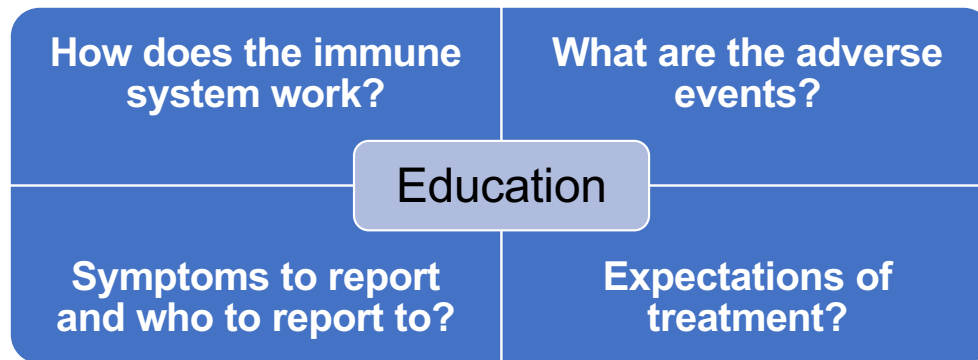 How does the immune
system work?
What are the adverse
events?
Education
Symptoms to report
and who to report to?
Expectations of
treatment?